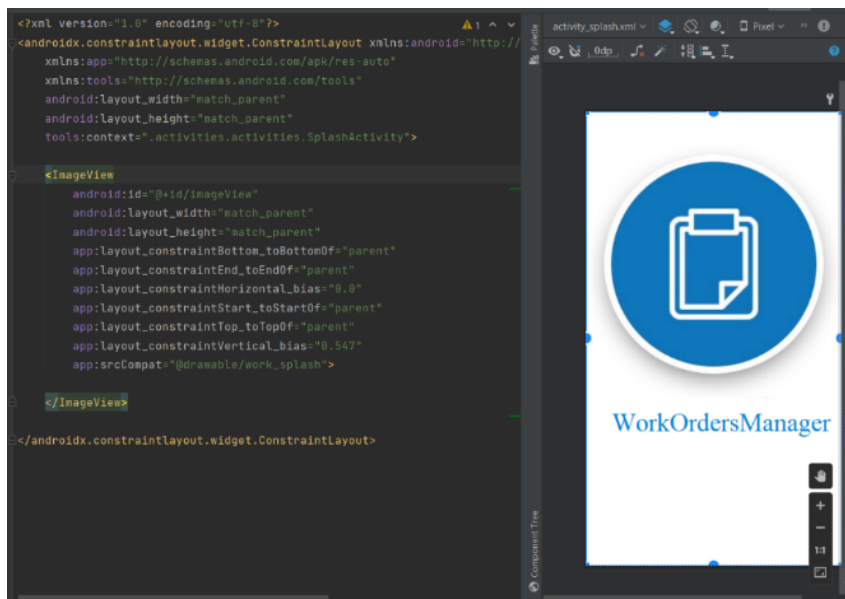 <?xml version="1.0" encoding="utf-8"?>
<androidx.constraintlayout.widget.ConstraintLayout xmlns:android="http://
xmlns:app="http://schemas.android.com/apk/res-auto"
xmlns:tools="http://schemas.android.com/tools"
android:layout_width="match_parent"
android:layout_height="match_parent"
tools:context=".activities.activities.SplashActivity">
<ImageView
android:id="@+id/imageView"
android:layout_width="match_parent"
android:layout_height="match_parent"
app:layout_constraintBottom_toBottomOf="parent"
app:layout_constraintEnd_toEndOf="parent"
app:layout_constraintHorizontal_bias="0.0"
app:layout_constraintStart_toStartOf="parent"
app:layout_constraintTop_toTopOf="parent"
app:layout_constraintVertical_bias="0.547"
app:srcCompat="@drawable/work_splash">
</ImageView>
</androidx.constraintlayout.widget.ConstraintLayout>
1
Palette
Component Tree
activity_splash.xml
Pixel
0dp
WorkOrdersManager
1:1